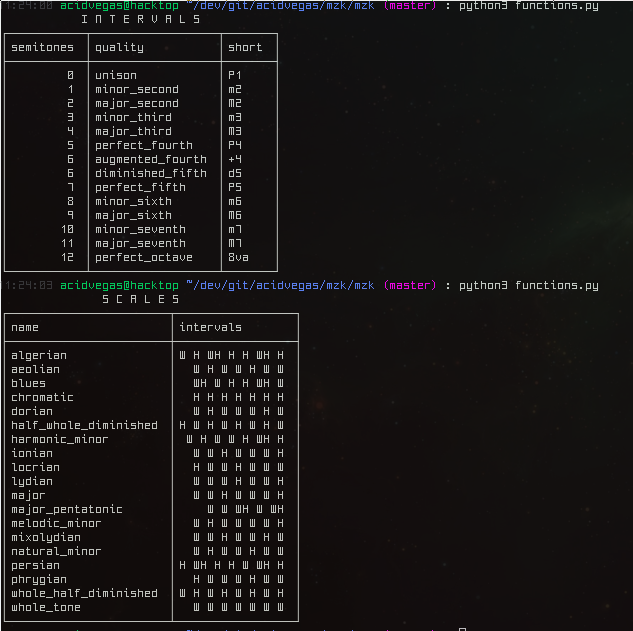 11:24:00 acidvegas@hacktop ~/dev/git/acidvegas/mzk/mzk (master) : python3 functions.py
I N T E R V A L S
semitones quality short
0 unison P1
1 minor_second m2
2 major_second M2
3 minor_third m3
4 major_third M3
5 perfect_fourth P4
6 augmented_fourth +4
6 diminished_fifth d5
7 perfect_fifth P5
8 minor_sixth m6
9 major_sixth M6
10 minor_seventh m7
11 major_seventh M7
12 perfect_octave 8va
11:24:03 acidvegas@hacktop ~/dev/git/acidvegas/mzk/mzk (master) : python3 functions.py
S C A L E S
name intervals
algerian W H WH H H WH H
aeolian W H W W H W W
blues WH W H H WH W
chromatic H H H H H H H
dorian W H W W W H W
half_whole_diminished H W H W H W H W
harmonic_minor W H W W H WH H
ionian W W H W W W H
locrian H W W H W W W
lydian W W W H W W H
major W W H W W W H
major_pentatonic W W WH W WH
melodic_minor W H W W W W H
mixolydian W W H W W H W
natural_minor W H W W H W W
persian H WH H H W WH H
phrygian H W W W H W W
whole_half_diminished W H W H W H W H
whole_tone W W W W W W W